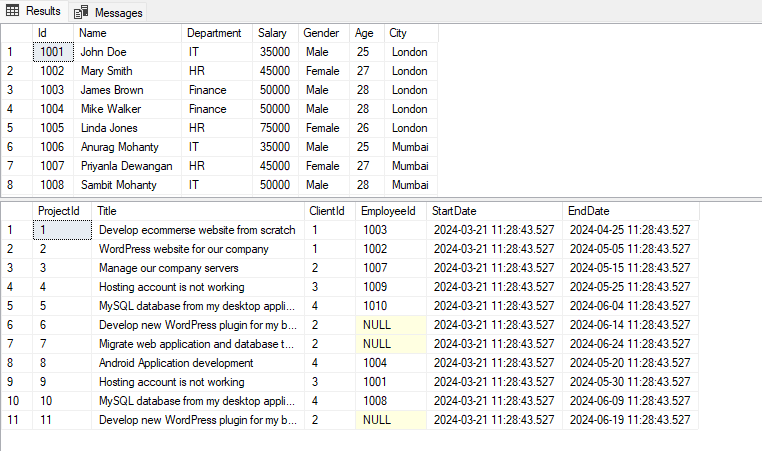 Results Messages
Id Name Department Salary Gender Age City
1 1001 John Doe IT 35000 Male 25 London
2 1002 Mary Smith HR 45000 Female 27 London
3 1003 James Brown Finance 50000 Male 28 London
4 1004 Mike Walker Finance 50000 Male 28 London
5 1005 Linda Jones HR 75000 Female 26 London
6 1006 Anurag Mohanty IT 35000 Male 25 Mumbai
7 1007 Priyanla Dewangan HR 45000 Female 27 Mumbai
8 1008 Sambit Mohanty IT 50000 Male 28 Mumbai
ProjectId Title ClientId EmployeeId StartDate EndDate
1 1 Develop ecommerse website from scratch 1 1003 2024-03-21 11:28:43.527 2024-04-25 11:28:43.527
2 2 WordPress website for our company 1 1002 2024-03-21 11:28:43.527 2024-05-05 11:28:43.527
3 3 Manage our company servers 2 1007 2024-03-21 11:28:43.527 2024-05-15 11:28:43.527
4 4 Hosting account is not working 3 1009 2024-03-21 11:28:43.527 2024-05-25 11:28:43.527
5 5 MySQL database from my desktop appli... 4 1010 2024-03-21 11:28:43.527 2024-06-04 11:28:43.527
6 6 Develop new WordPress plugin for my b... 2 NULL 2024-03-21 11:28:43.527 2024-06-14 11:28:43.527
7 7 Migrate web application and database t... 2 NULL 2024-03-21 11:28:43.527 2024-06-24 11:28:43.527
8 8 Android Application development 4 1004 2024-03-21 11:28:43.527 2024-05-20 11:28:43.527
9 9 Hosting account is not working 3 1001 2024-03-21 11:28:43.527 2024-05-30 11:28:43.527
10 10 MySQL database from my desktop appli... 4 1008 2024-03-21 11:28:43.527 2024-06-09 11:28:43.527
11 11 Develop new WordPress plugin for my b... 2 NULL 2024-03-21 11:28:43.527 2024-06-19 11:28:43.527